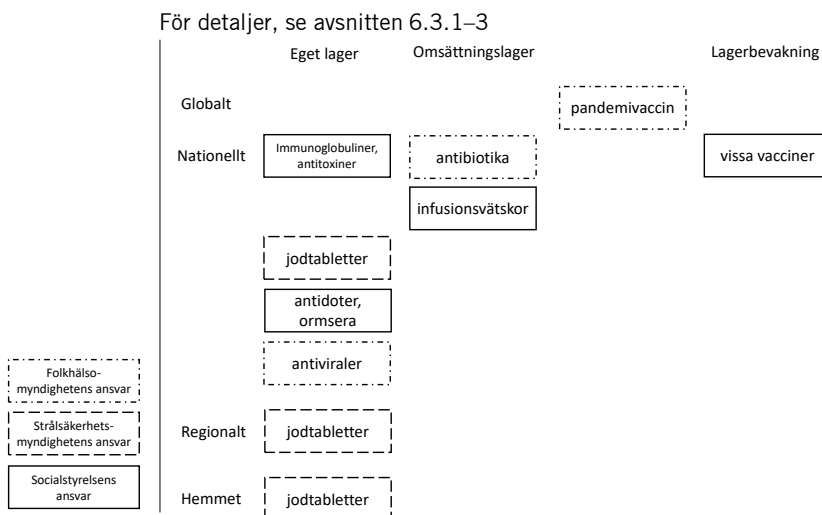 För detaljer, se avsnitten 6.3.1–3
Eget lager
Omsättningslager
Lagerbevakning
Globalt
pandemivaccin
Nationellt
Immunoglobuliner,
antitoxiner
antibiotika
vissa vacciner
infusionsvätskor
jodtabletter
antidoter,
ormsera
antiviraler
Folkhälso-
myndighetens ansvar
Strålsäkerhets-
myndighetens ansvar
Regionalt
jodtabletter
Socialstyrelsens
ansvar
Hemmet
jodtabletter